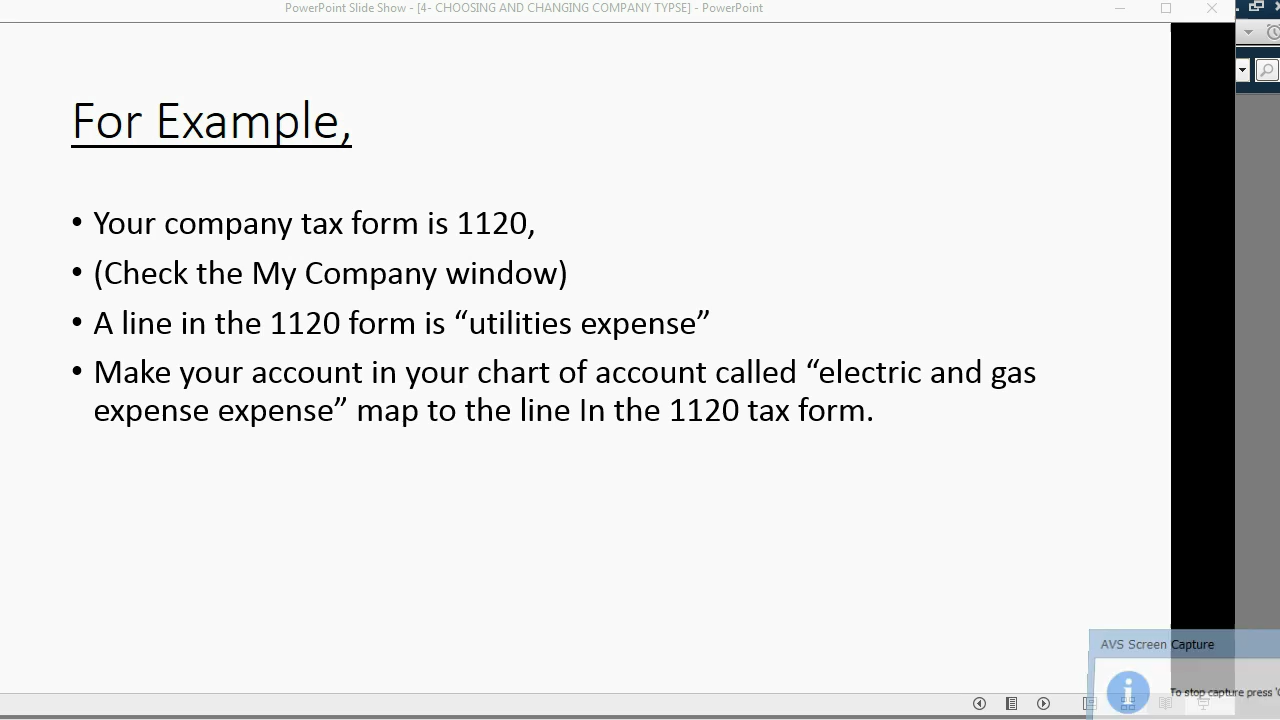 PowerPoint Slide Show - [4- CHOOSING AND CHANGING COMPANY TYPSE] - PowerPoint
For Example,
• Your company tax form is 1120,
• (Check the My Company window)
• A line in the 1120 form is “utilities expense”
• Make your account in your chart of account called “electric and gas
expense expense” map to the line In the 1120 tax form.
AVS Screen Capture
To stop capture press '